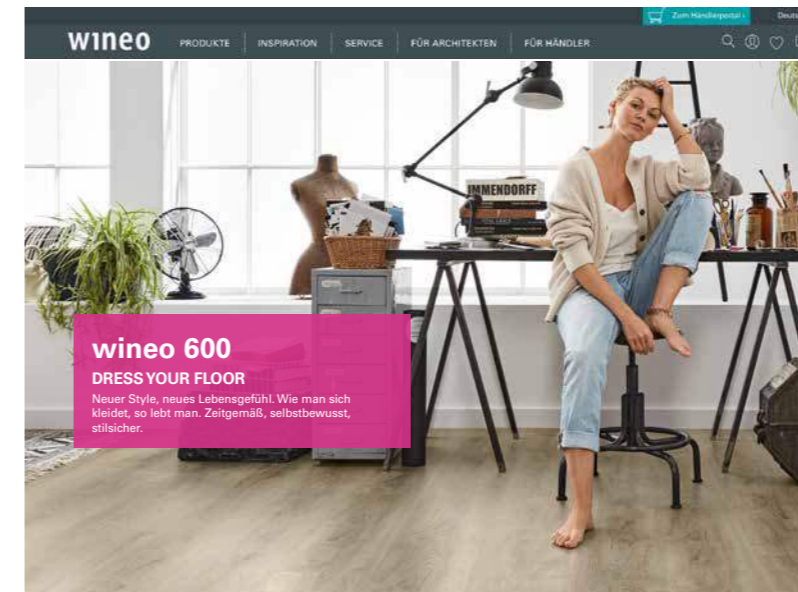 Zum Händlerportal ›
wineo
PRODUKTE
INSPIRATION
SERVICE
FÜR ARCHITEKTEN
FÜR HÄNDLER
IMMENDORFF
wineo 600
DRESS YOUR FLOOR
Neuer Style, neues Lebensgefühl. Wie man sich
kleidet, so lebt man. Zeitgemäß, selbstbewusst,
stilsicher.